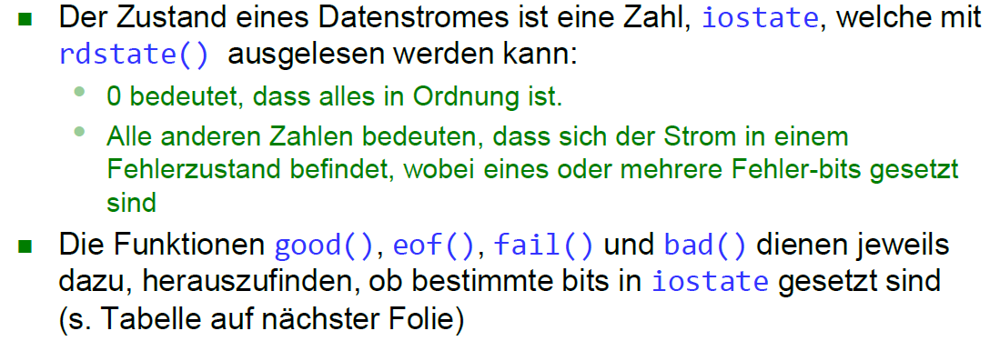 Der Zustand eines Datenstromes ist eine Zahl, iostate, welche mit
rdstate() ausgelesen werden kann:
0 bedeutet, dass alles in Ordnung ist.
Alle anderen Zahlen bedeuten, dass sich der Strom in einem
Fehlerzustand befindet, wobei eines oder mehrere Fehler-bits gesetzt
sind
Die Funktionen good(), eof(), fail() und bad() dienen jeweils
dazu, herauszufinden, ob bestimmte bits in iostate gesetzt sind
(s. Tabelle auf nächster Folie)